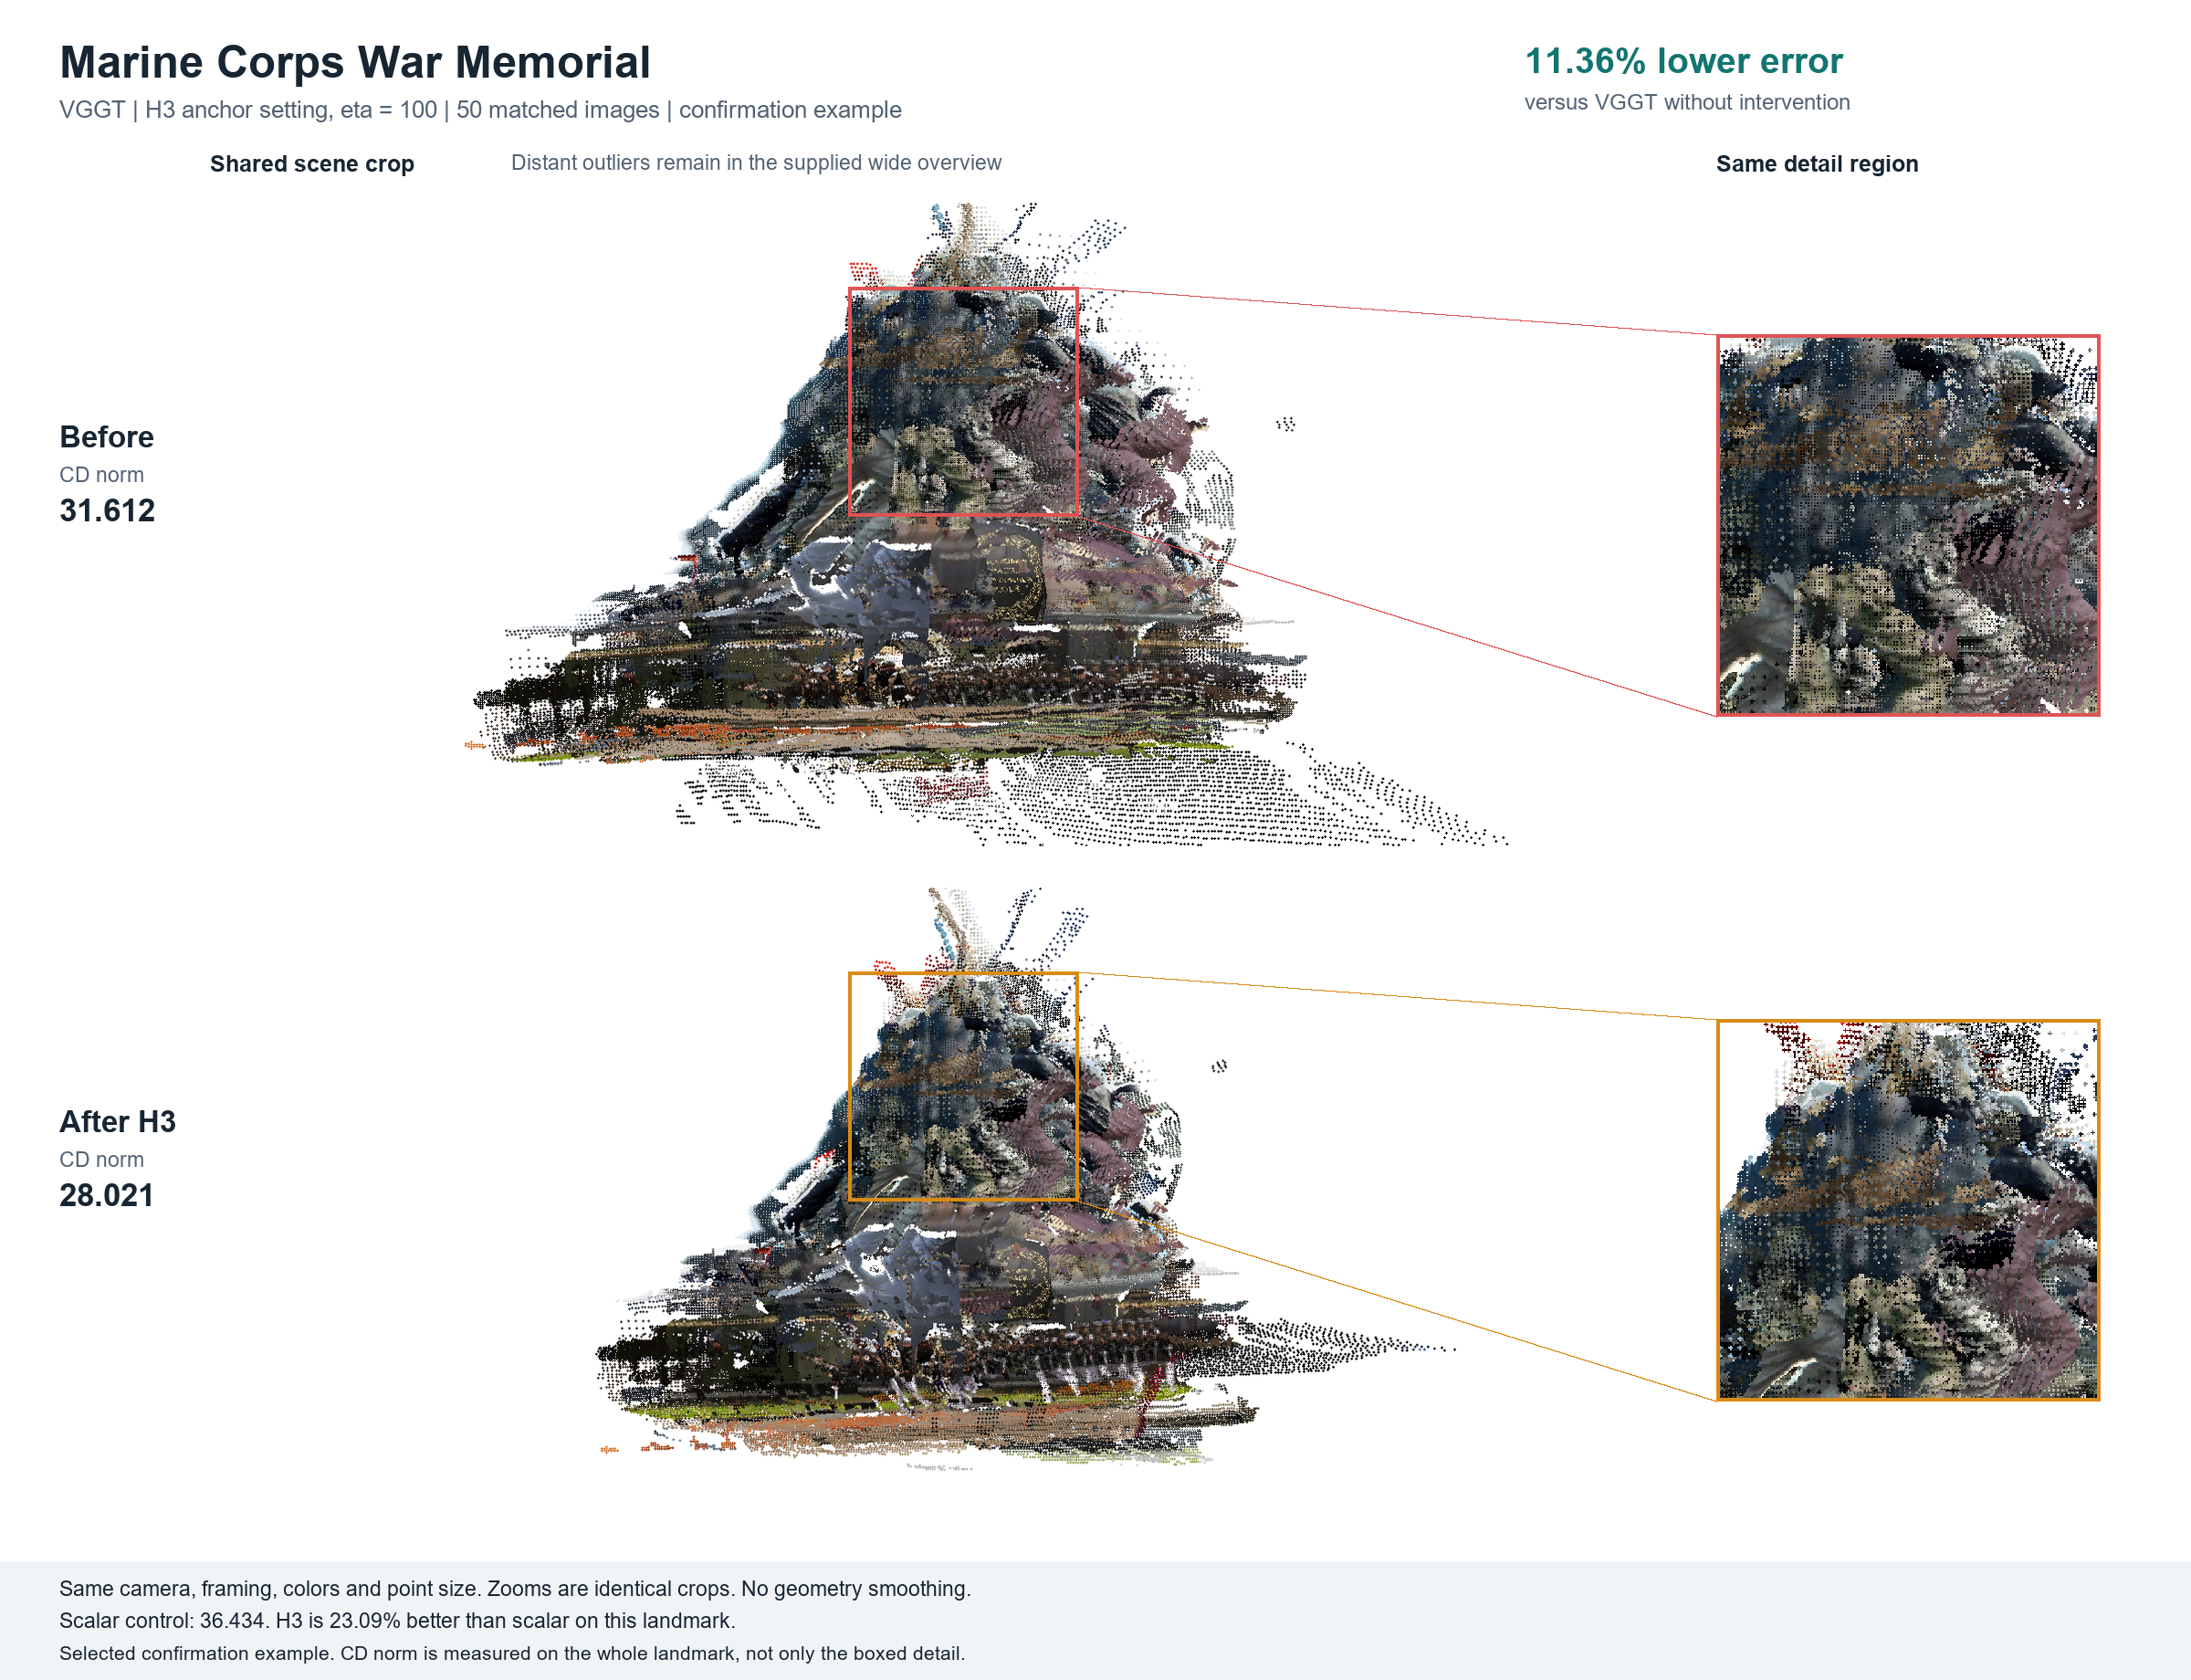 Marine Corps War Memorial
11.36% lower error
VGGT | H3 anchor setting, eta = 100 | 50 matched images | confirmation example
versus VGGT without intervention
Shared scene crop
Distant outliers remain in the supplied wide overview
Same detail region
Before
CD norm
31.612
After H3
CD norm
28.021
Same camera, framing, colors and point size. Zooms are identical crops. No geometry smoothing.
Scalar control: 36.434. H3 is 23.09% better than scalar on this landmark.
Selected confirmation example. CD norm is measured on the whole landmark, not only the boxed detail.